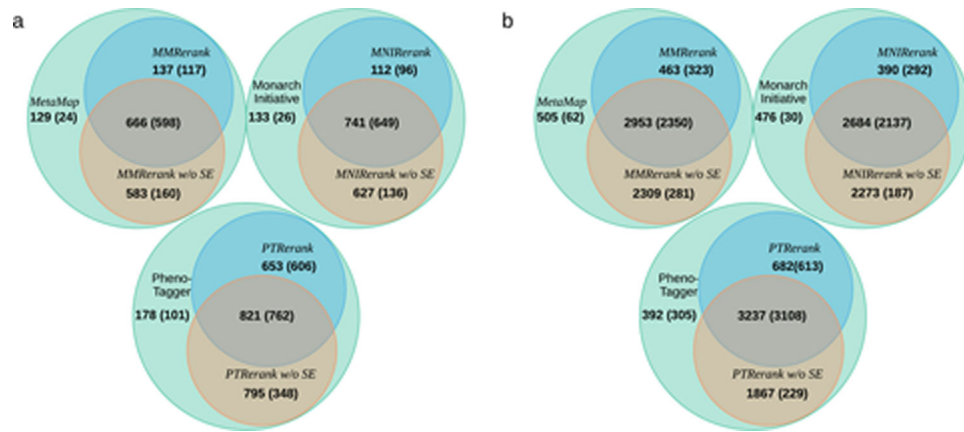 a
MMRerank
137 (117)
MetaMap
129 (24)
666 (598)
MMRerank w/o SE
583 (160)
MNIRerank
112 (96)
Monarch
Initiative
133 (26)
741 (649)
MNIRerank w/o SE
627 (136)
PTRerank
653 (606)
Pheno-
Tagger
178 (101)
821 (762)
PTRerank w/o SE
795 (348)
b
MMRerank
463 (323)
MetaMap
505 (62)
2953 (2350)
MMRerank w/o SE
2309 (281)
MNIRerank
390 (292)
Monarch
Initiative
476 (30)
2684 (2137)
MNIRerank w/o SE
2273 (187)
PTRerank
682(613)
Pheno-
Tagger
392 (305)
3237 (3108)
PTRerank w/o SE
1867 (229)